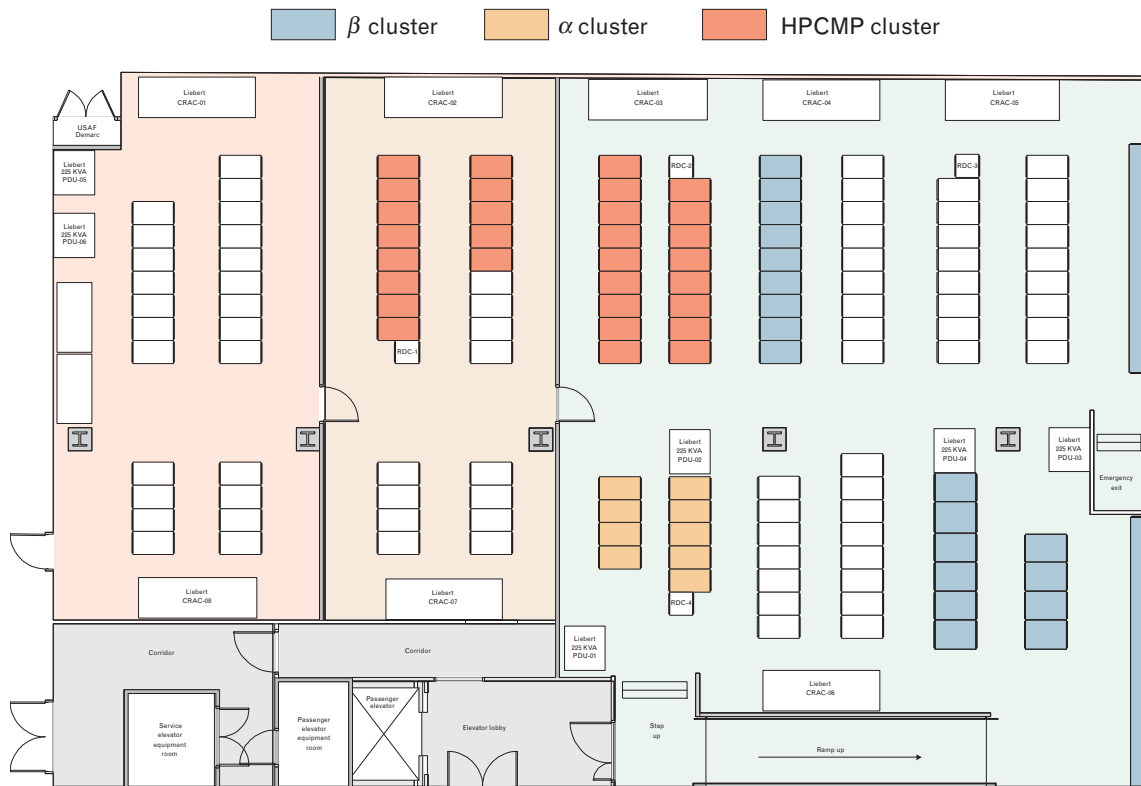 β cluster
α cluster
HPCMP cluster
Liebert
CRAC-01
Liebert
CRAC-02
Liebert
CRAC-03
Liebert
CRAC-04
Liebert
CRAC-05
USAF
Demarc
Liebert
225 KVA
PDU-05
RDC-2
RDC-3
Liebert
225 KVA
PDU-06
RDC-1
Liebert
225 KVA
PDU-02
Liebert
225 KVA
PDU-04
Liebert
225 KVA
PDU-03
Emergency
exit
Liebert
CRAC-08
Liebert
CRAC-07
RDC-4
Liebert
225 KVA
PDU-01
Corridor
Corridor
Liebert
CRAC-06
Passenger
elevator
Service
elevator
equipment
room
Passenger
elevator
equipment
room
Elevator lobby
Step
up
Ramp up